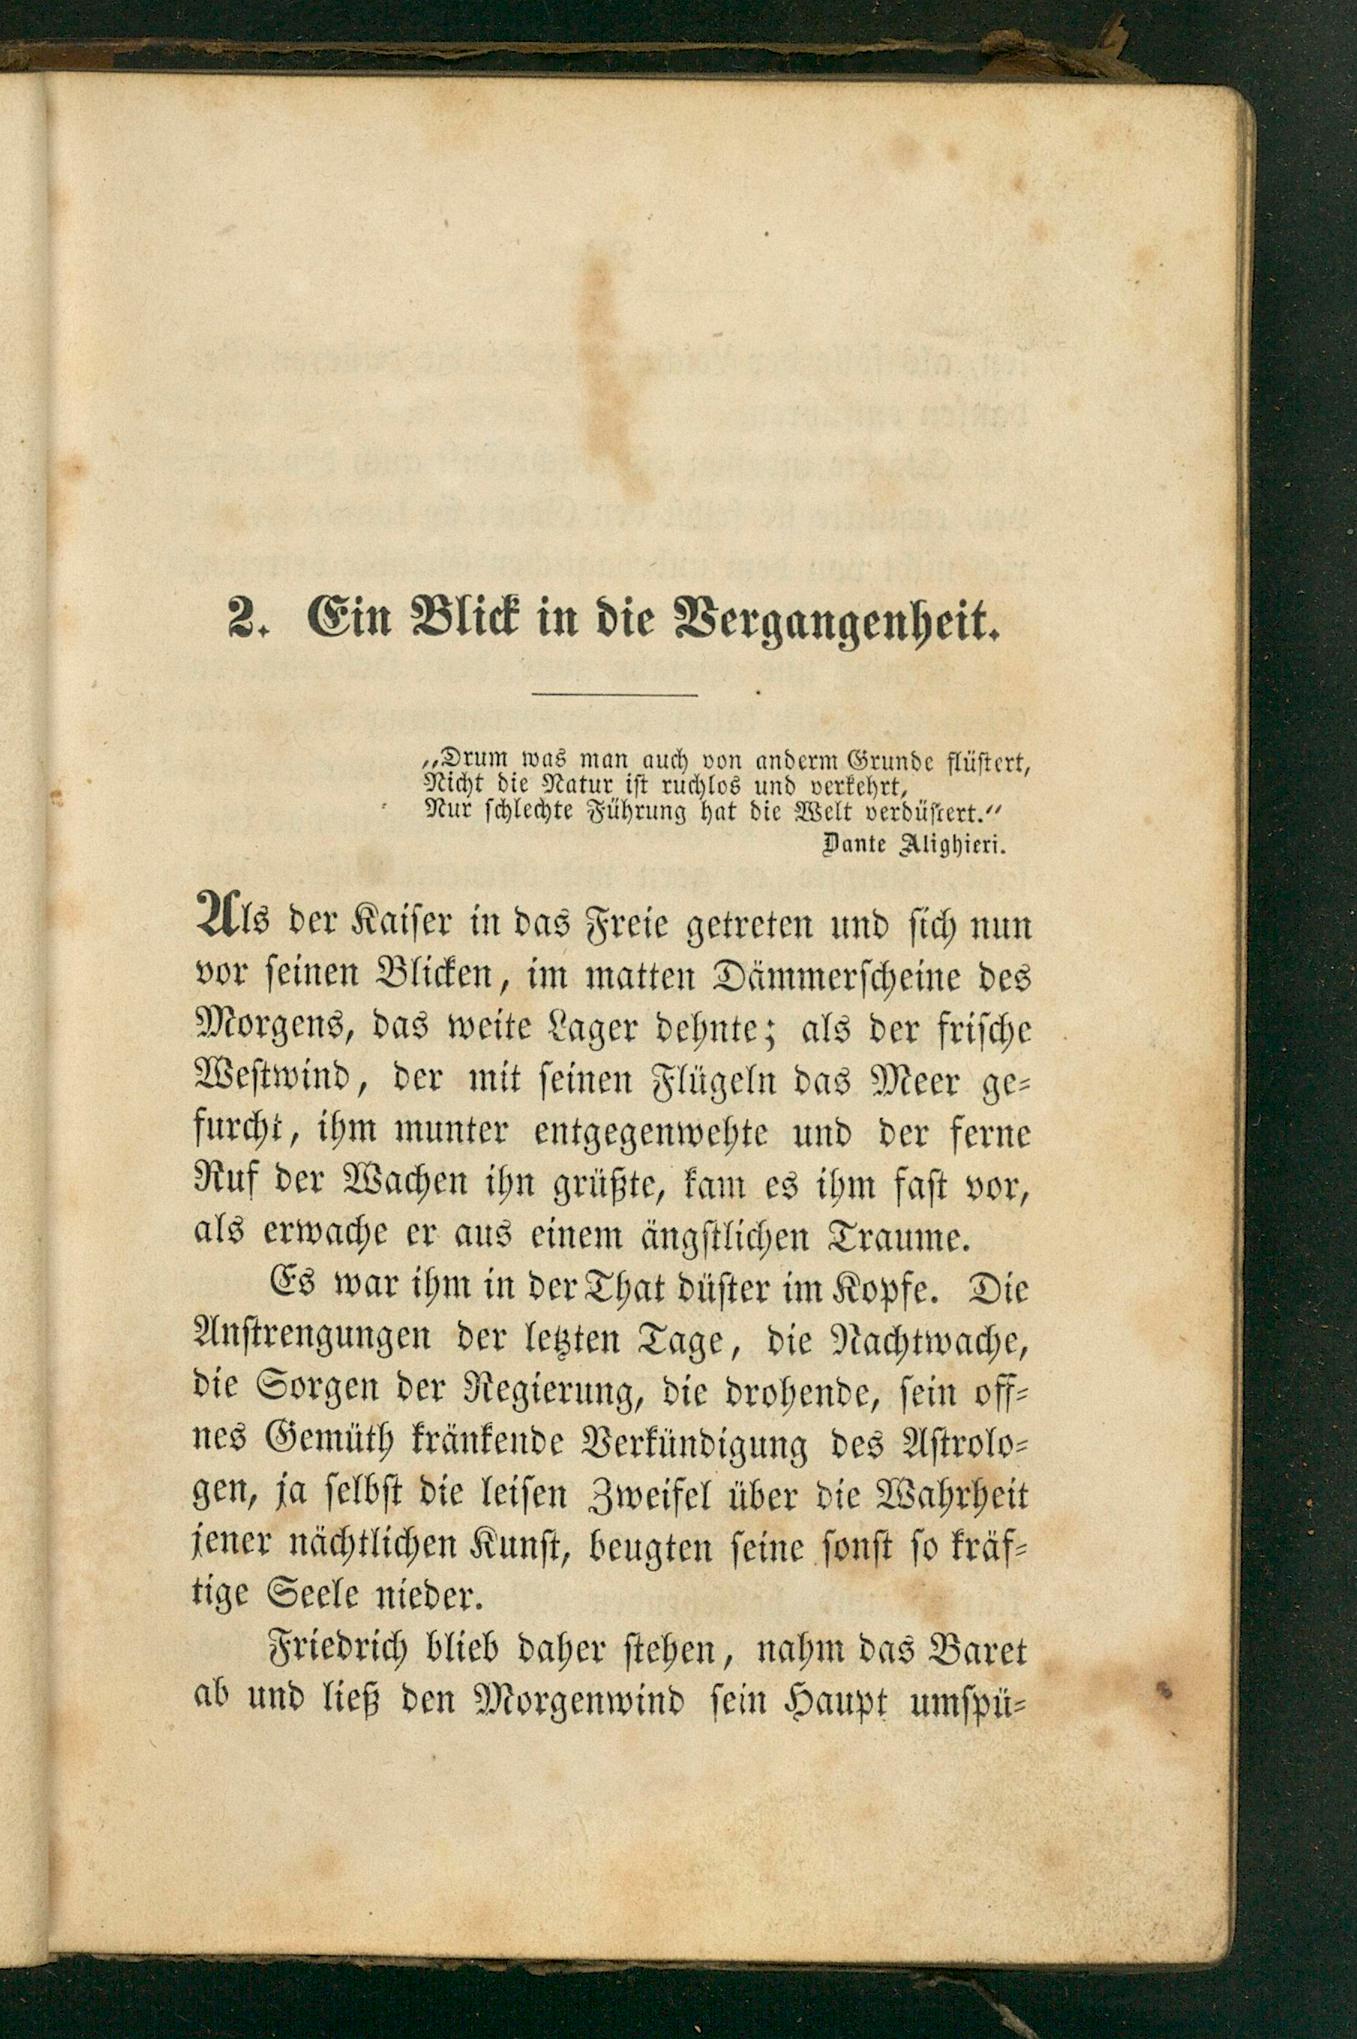 2. Ein Blick in die Vergangenheit.
„Drum was man auch von anderm Grunde flüstert,
Nicht die Natur ist ruchlos und verkehrt,
Nur schlechte Führung hat die Welt verdüstert.“
Dante Alighieri.
Als der Kaiser in das Freie getreten und sich nun
vor seinen Blicken, im matten Dämmerscheine des
Morgens, das weite Lager dehnte; als der frische
Westwind, der mit seinen Flügeln das Meer ge-
furcht, ihm munter entgegenwehte und der ferne
Ruf der Wachen ihn grüßte, kam es ihm fast vor,
als erwache er aus einem ängstlichen Traume.
Es war ihm in der That düster im Kopfe. Die
Anstrengungen der letzten Tage, die Nachtwache,
die Sorgen der Regierung, die drohende, sein off-
nes Gemüth kränkende Verkündigung des Astrolo-
gen, ja selbst die leisen Zweifel über die Wahrheit
jener nächtlichen Kunst, beugten seine sonst so kräf-
tige Seele nieder.
Friedrich blieb daher stehen, nahm das Baret
ab und ließ den Morgenwind sein Haupt umspü-